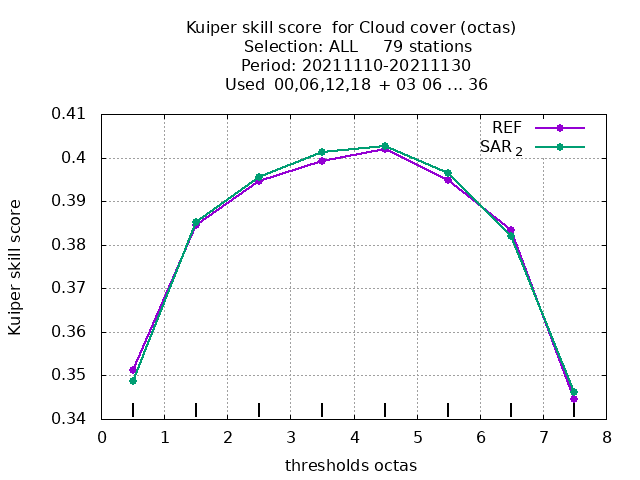 Kuiper skill score  for Cloud cover (octas)
Selection: ALL     79 stations
Period: 20211110-20211130
Used  00,06,12,18  + 03 06 ... 36
0.41
REF
SAR 2
0.4
0.39
0.38
0.37
0.36
0.35
0.34
Kuiper skill score
0 1 2 3 4 5 6 7 8
thresholds octas